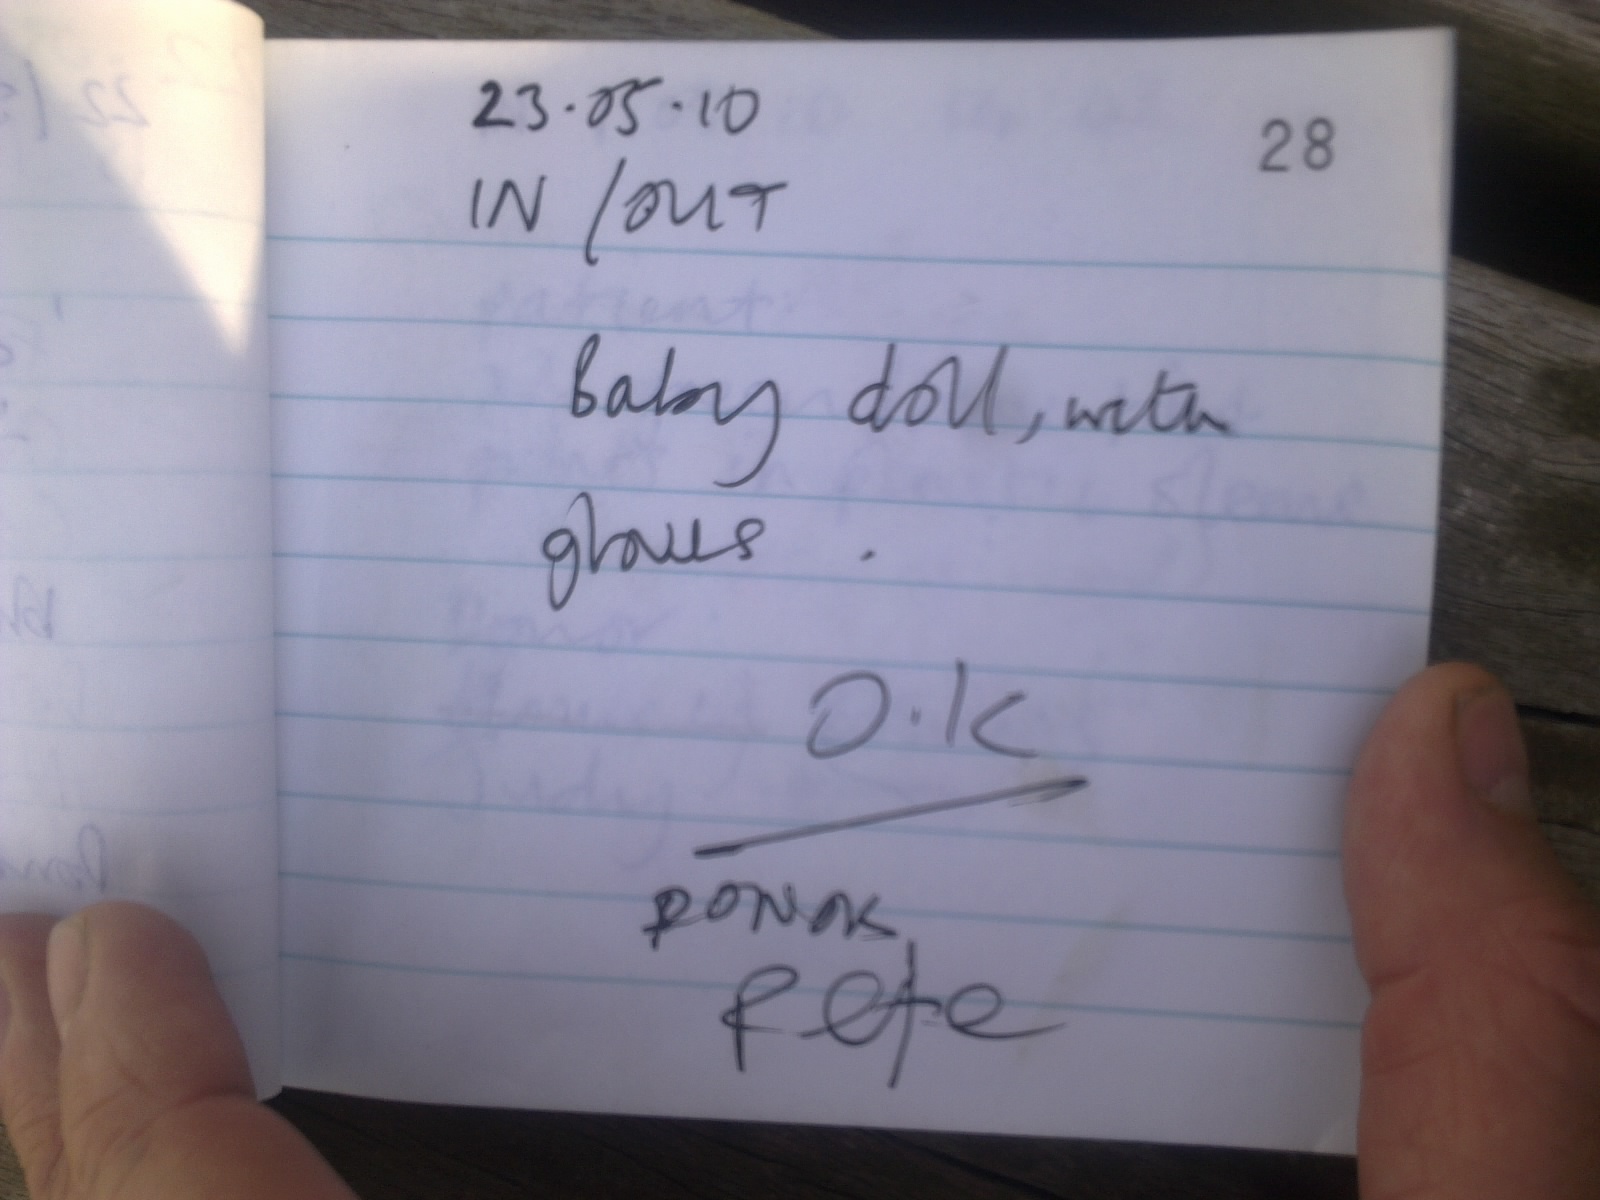 23.05.10
28
IN/OUT
Baby doll, with
gloves.
O.K
DONOR
Pete